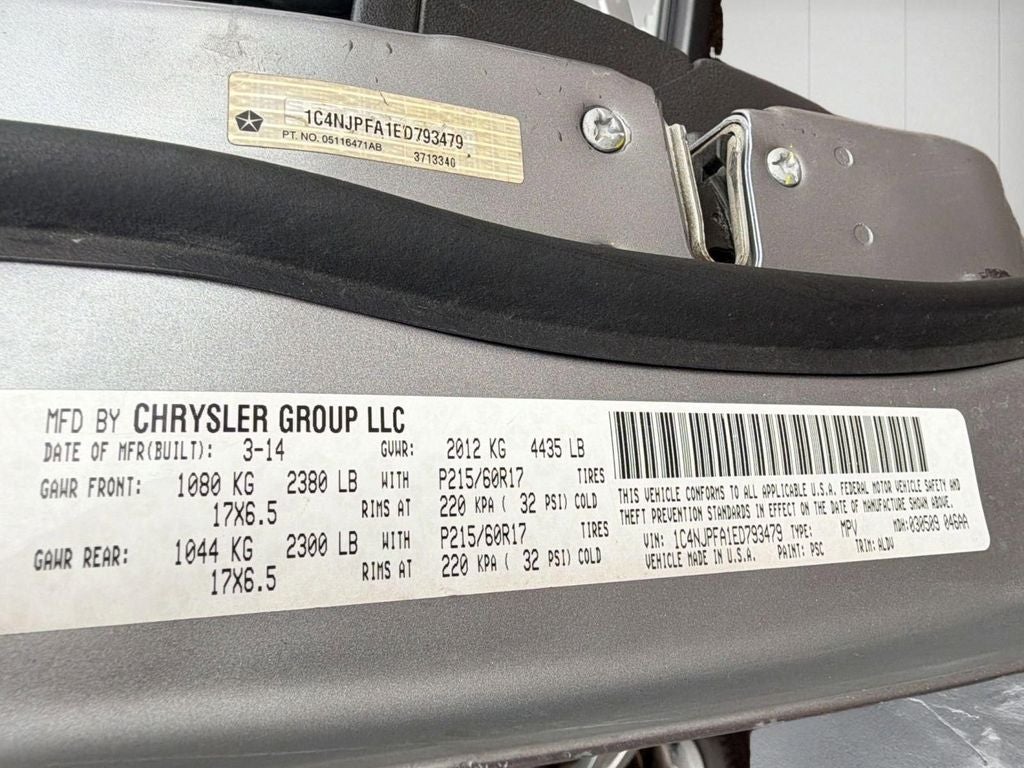 1C4NJPFA1ED793479
PT. NO. 05116471AB 3713340
MFD BY CHRYSLER GROUP LLC
DATE OF MFR(BUILT): 3-14 GVWR: 2012 KG 4435 LB
GAWR FRONT: 1080 KG 2380 LB WITH P215/60R17 TIRES
17X6.5 RIMS AT 220 KPA ( 32 PSI) COLD
GAWR REAR: 1044 KG 2300 LB WITH P215/60R17 TIRES
17X6.5 RIMS AT 220 KPA ( 32 PSI) COLD
THIS VEHICLE CONFORMS TO ALL APPLICABLE U.S.A. FEDERAL MOTOR VEHICLE SAFETY AND
THEFT PREVENTION STANDARDS IN EFFECT ON THE DATE OF MANUFACTURE SHOWN ABOVE.
VIN: 1C4NJPFA1ED793479 TYPE: MPV MDH: 030509 046AA
VEHICLE MADE IN U.S.A. PAINT: PSC TRIM: ALDV